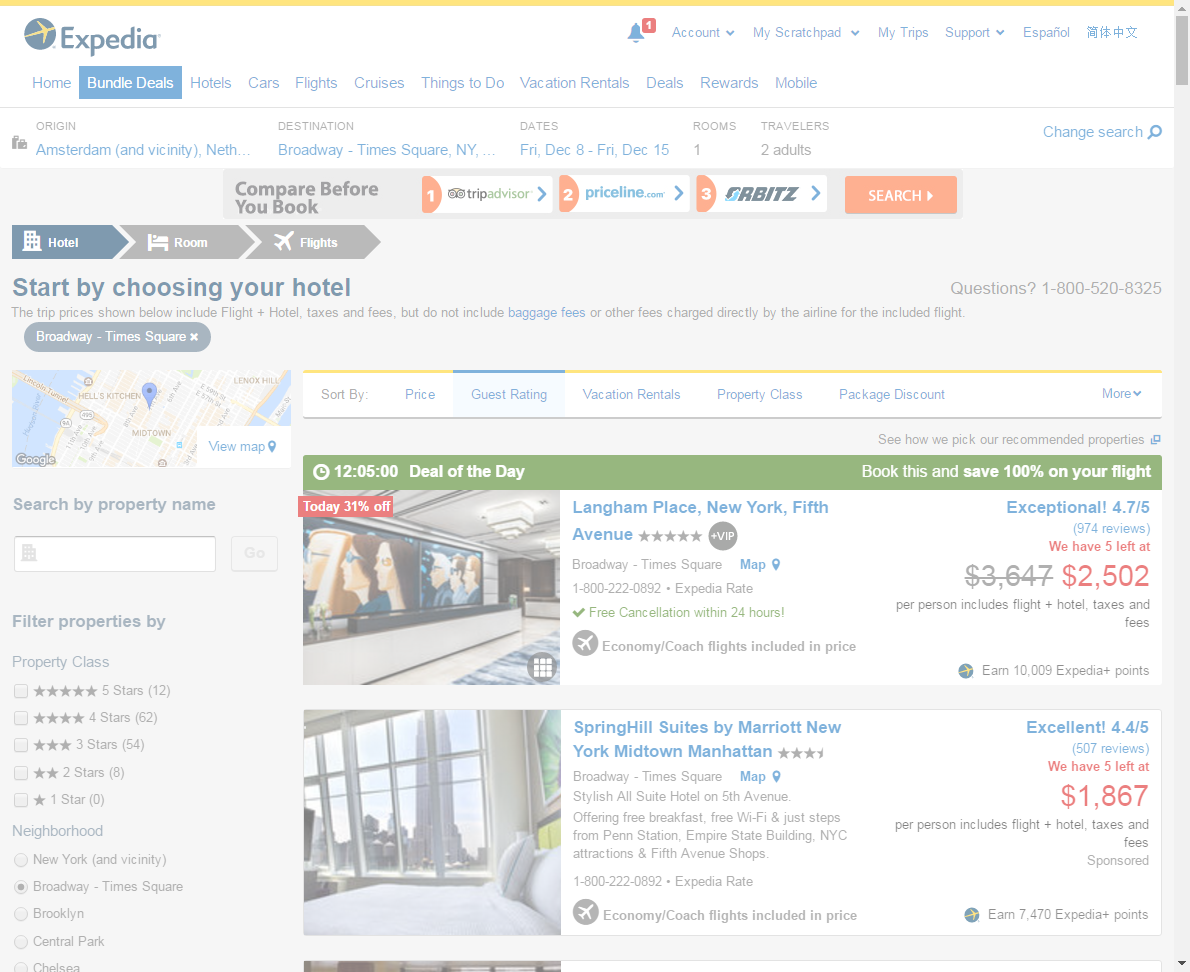 Expedia
1
Account
My Scratchpad
My Trips
Support
Español
简体中文
Home
Bundle Deals
Hotels
Cars
Flights
Cruises
Things to Do
Vacation Rentals
Deals
Rewards
Mobile
ORIGIN
Amsterdam (and vicinity), Neth...
DESTINATION
Broadway - Times Square, NY, ...
DATES
Fri, Dec 8 - Fri, Dec 15
ROOMS
1
TRAVELERS
2 adults
Change search
Compare Before
You Book
1 tripadvisor
2 priceline.com
3 ORBITZ
SEARCH
Hotel
Room
Flights
Start by choosing your hotel
Questions? 1-800-520-8325
The trip prices shown below include Flight + Hotel, taxes and fees, but do not include baggage fees or other fees charged directly by the airline for the included flight.
Broadway - Times Square ×
Lincoln Tunnel
HELL'S KITCHEN
LENOX HILL
E 59th St
E 57th St
495
MIDTOWN
Hudson River
Google
View map
Search by property name
Go
Filter properties by
Property Class
5 Stars (12)
4 Stars (62)
3 Stars (54)
2 Stars (8)
1 Star (0)
Neighborhood
New York (and vicinity)
Broadway - Times Square
Brooklyn
Central Park
Chelsea
Sort By:
Price
Guest Rating
Vacation Rentals
Property Class
Package Discount
More
See how we pick our recommended properties
12:05:00 Deal of the Day
Book this and save 100% on your flight
Today 31% off
Langham Place, New York, Fifth
Avenue
+VIP
Broadway - Times Square Map
1-800-222-0892 • Expedia Rate
Free Cancellation within 24 hours!
Economy/Coach flights included in price
Exceptional! 4.7/5
(974 reviews)
We have 5 left at
$3,647 $2,502
per person includes flight + hotel, taxes and
fees
Earn 10,009 Expedia+ points
SpringHill Suites by Marriott New
York Midtown Manhattan
Broadway - Times Square Map
Stylish All Suite Hotel on 5th Avenue.
Offering free breakfast, free Wi-Fi & just steps
from Penn Station, Empire State Building, NYC
attractions & Fifth Avenue Shops.
1-800-222-0892 • Expedia Rate
Economy/Coach flights included in price
Excellent! 4.4/5
(507 reviews)
We have 5 left at
$1,867
per person includes flight + hotel, taxes and
fees
Sponsored
Earn 7,470 Expedia+ points